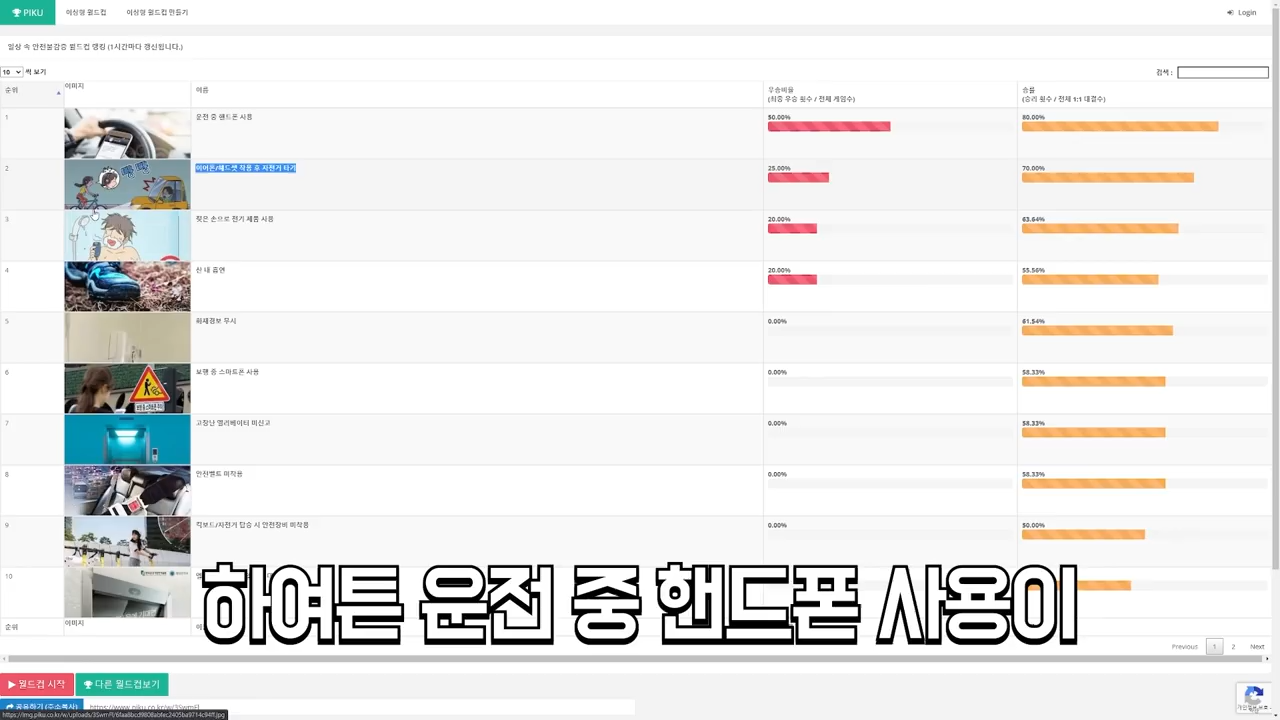 PIKU 이상형 월드컵 이상형 월드컵 만들기 Login
일상 속 안전불감증 월드컵 랭킹 (1시간마다 갱신됩니다.)
10 씩 보기 검색 :
순위 이미지 이름 우승비율 승률
(최종 우승 횟수 / 전체 게임수) (승리 횟수 / 전체 1:1 대결수)
1 운전 중 핸드폰 사용 50.00% 80.00%
2 이어폰/헤드셋 착용 후 자전거 타기 25.00% 70.00%
3 젖은 손으로 전기 제품 사용 20.00% 63.64%
4 산 내 흡연 20.00% 55.56%
5 화재경보 무시 0.00% 61.54%
6 보행 중 스마트폰 사용 0.00% 58.33%
7 고장난 엘리베이터 미신고 0.00% 58.33%
8 안전벨트 미착용 0.00% 58.33%
9 킥보드/자전거 탑승 시 안전장비 미착용 0.00% 50.00%
10
하여튼 운전 중 핸드폰 사용이
순위 이미지
Previous 1 2 Next
월드컵 시작 다른 월드컵보기
공유하기 (주소복사)